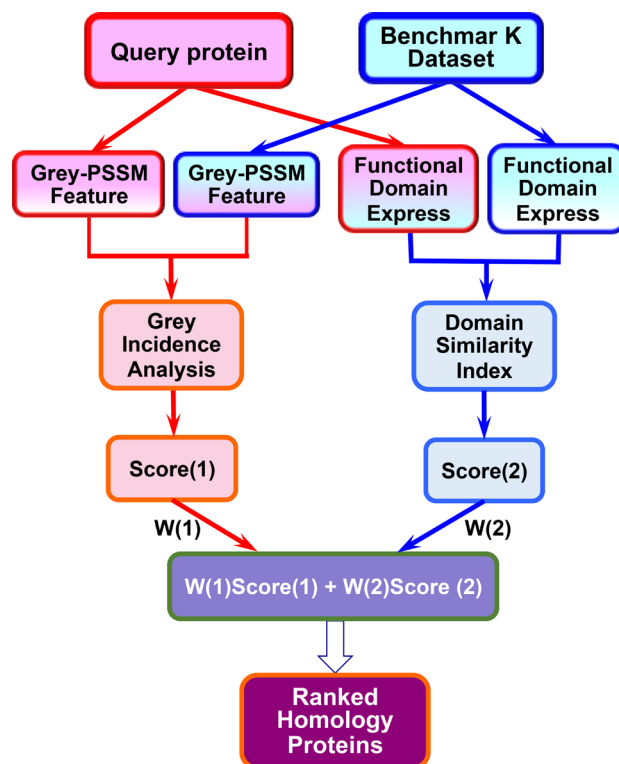 Query protein
Benchmar K
Dataset
Grey-PSSM
Feature
Grey-PSSM
Feature
Functional
Domain
Express
Functional
Domain
Express
Grey
Incidence
Analysis
Domain
Similarity
Index
Score(1)
Score(2)
W(1)
W(2)
W(1)Score(1) + W(2)Score (2)
Ranked
Homology
Proteins